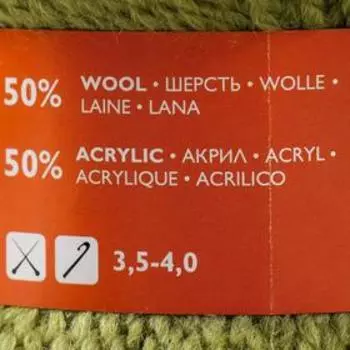 50% WOOL • ШЕРСТЬ • WOLLE •
LAINE • LANA
50% ACRYLIC • АКРИЛ • ACRYL •
ACRYLIQUE • ACRILICO
3,5-4,0